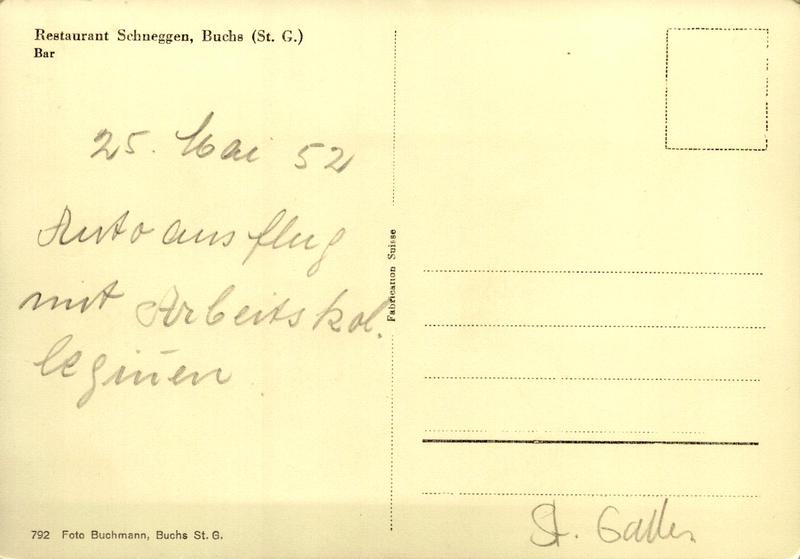 Restaurant Schneggen, Buchs (St. G.)
Bar
25. Mai 52
Autoausflug
mit Arbeitskol.
leginnen
Fabrication Suisse
792 Foto Buchmann, Buchs St. G.
St. Gallen